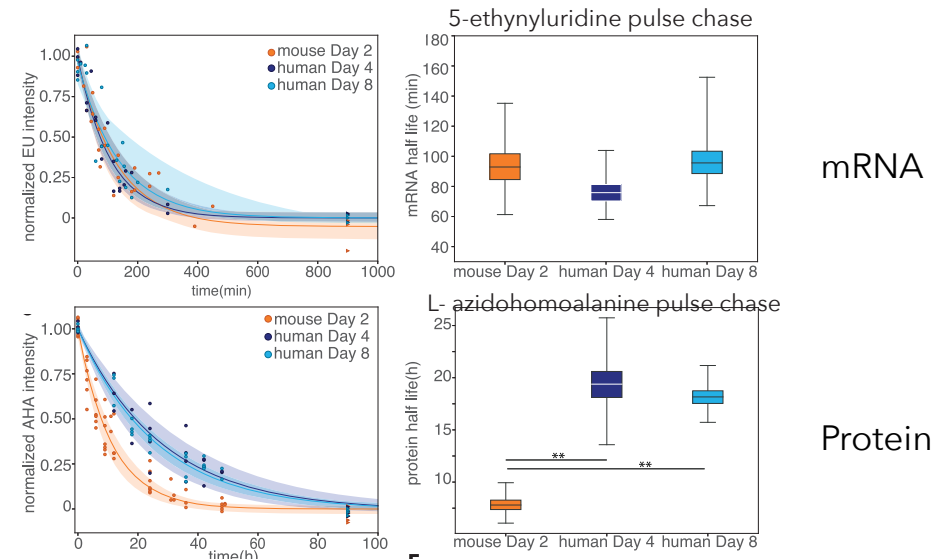 5-ethynyluridine pulse chase
normalized EU intensity
1.00
0.75
0.50
0.25
0
mouse Day 2
human Day 4
human Day 8
0 200 400 600 800 1000
time(min)
mRNA half life (min)
180
160
140
120
100
80
60
40
mouse Day 2 human Day 4 human Day 8
mRNA
L- azidohomoalanine pulse chase
normalized AHA intensity
1.00
0.75
0.50
0.25
0
mouse Day 2
human Day 4
human Day 8
0 20 40 60 80 100
time(h)
protein half life(h)
25
20
15
10
**
**
mouse Day 2 human Day 4 human Day 8
Protein